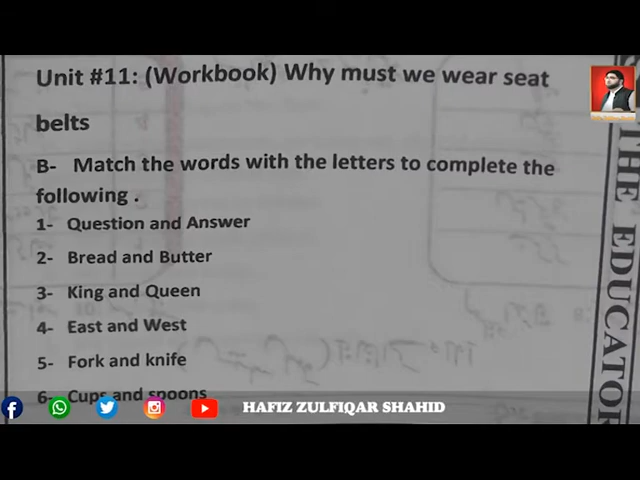 Unit #11: (Workbook) Why must we wear seat
belts
B- Match the words with the letters to complete the
following .
1- Question and Answer
2- Bread and Butter
3- King and Queen
4- East and West
5- Fork and knife
6- Cups and spoons
THE EDUCATOR
HAFIZ ZULFIQAR SHAHID